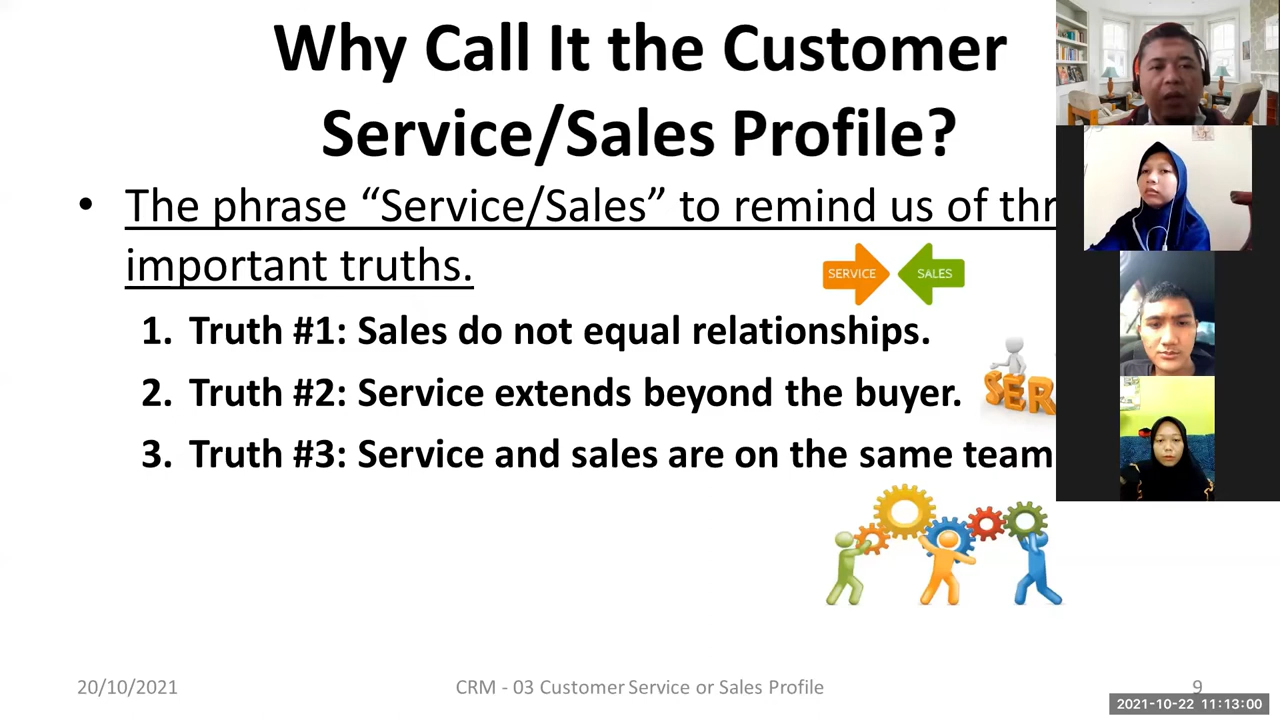 Why Call It the Customer
Service/Sales Profile?
• The phrase “Service/Sales” to remind us of thr
important truths.
SERVICE
SALES
1. Truth #1: Sales do not equal relationships.
2. Truth #2: Service extends beyond the buyer.
SER
3. Truth #3: Service and sales are on the same team
20/10/2021
CRM - 03 Customer Service or Sales Profile
9
2021-10-22 11:13:00